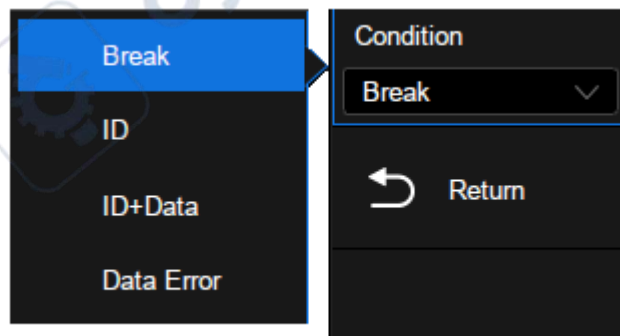 Break
ID
ID+Data
Data Error
Condition
Break
Return